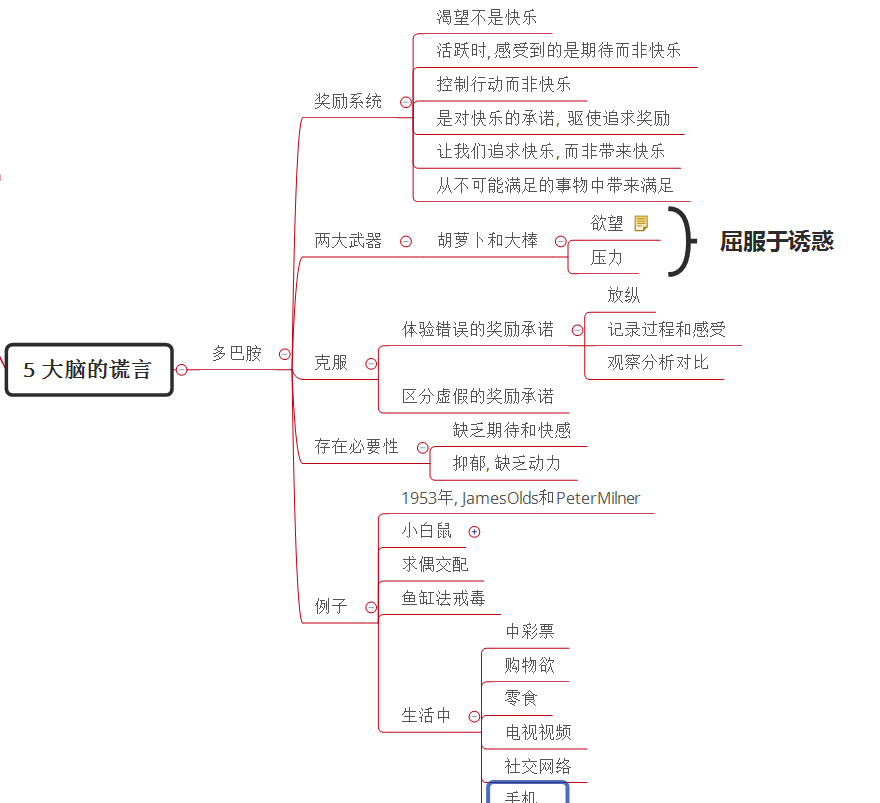 5 大脑的谎言
多巴胺
奖励系统
渴望不是快乐
活跃时, 感受到的是期待而非快乐
控制行动而非快乐
是对快乐的承诺, 驱使追求奖励
让我们追求快乐, 而非带来快乐
从不可能满足的事物中带来满足
两大武器
胡萝卜和大棒
欲望
压力
屈服于诱惑
克服
体验错误的奖励承诺
放纵
记录过程和感受
观察分析对比
区分虚假的奖励承诺
存在必要性
缺乏期待和快感
抑郁, 缺乏动力
例子
1953年, JamesOlds和PeterMilner
小白鼠
求偶交配
鱼缸法戒毒
生活中
中彩票
购物欲
零食
电视视频
社交网络
手机